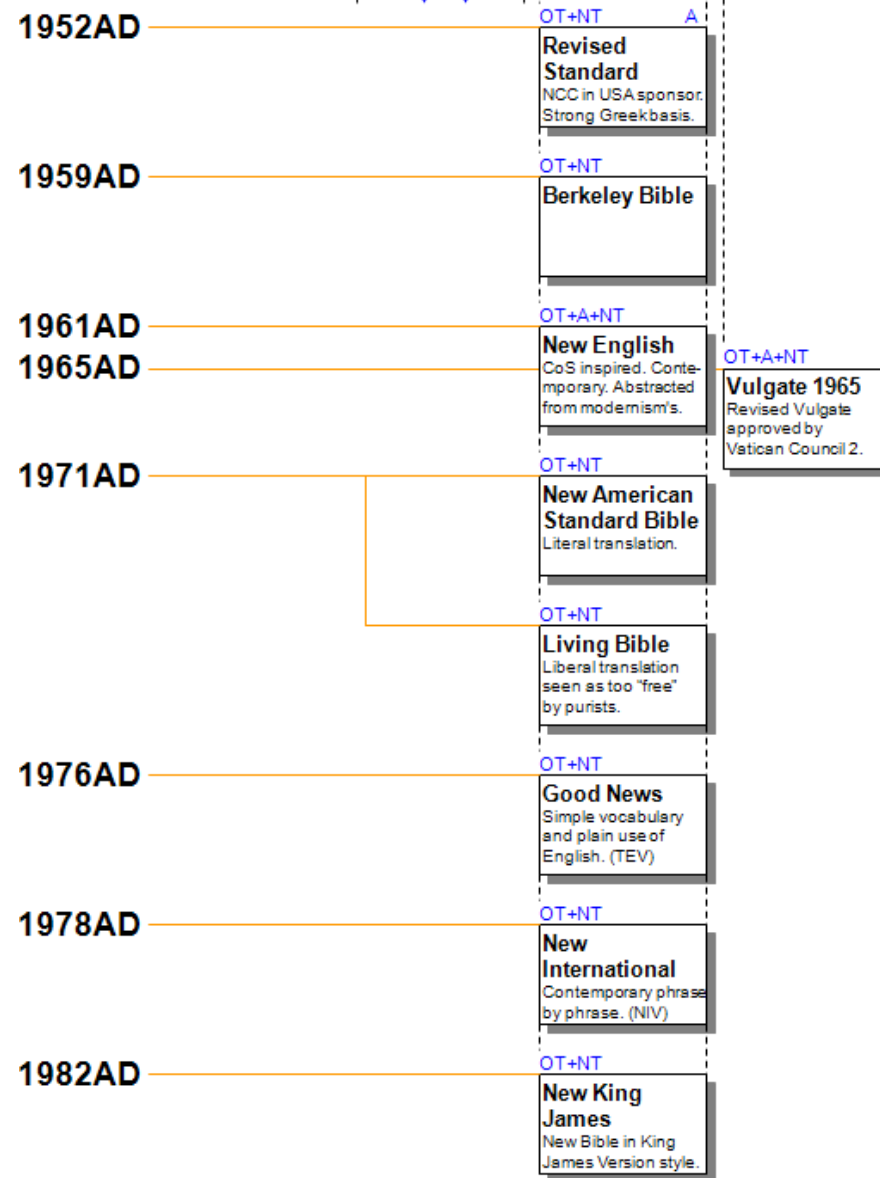 1952AD
OT+NT A
Revised
Standard
NCC in USA sponsor.
Strong Greek basis.
1959AD
OT+NT
Berkeley Bible
1961AD
OT+A+NT
New English
CoS inspired. Conte-
mporary. Abstracted
from modernism's.
1965AD
OT+A+NT
Vulgate 1965
Revised Vulgate
approved by
Vatican Council 2.
1971AD
OT+NT
New American
Standard Bible
Literal translation.
OT+NT
Living Bible
Liberal translation
seen as too "free"
by purists.
1976AD
OT+NT
Good News
Simple vocabulary
and plain use of
English. (TEV)
1978AD
OT+NT
New
International
Contemporary phrase
by phrase. (NIV)
1982AD
OT+NT
New King
James
New Bible in King
James Version style.